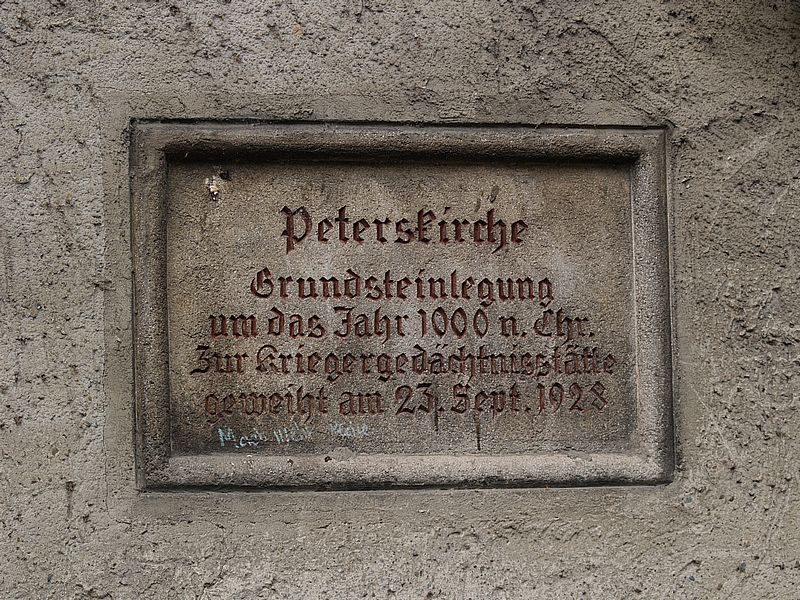 Peterskirche
Grundsteinlegung
um das Jahr 1000 n. Chr.
Zur Kriegergedächtnisstätte
geweiht am 23. Sept. 1928